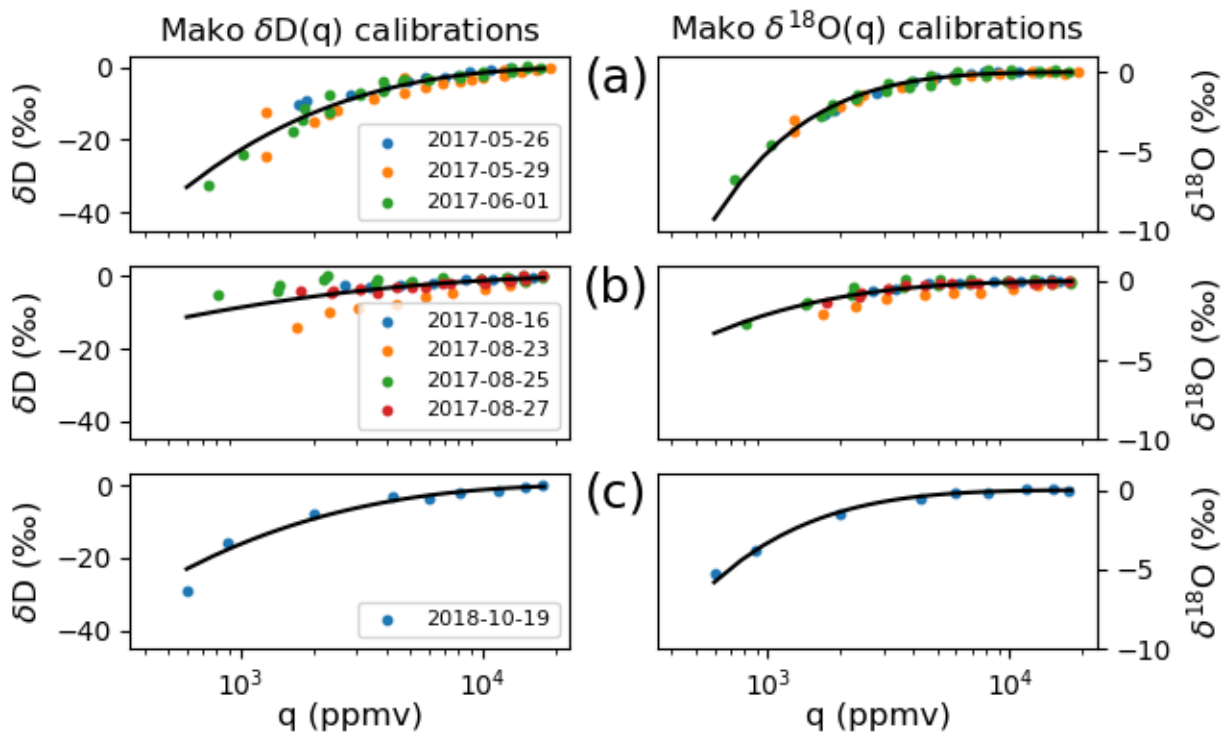 Mako δD(q) calibrations
Mako δ¹⁸O(q) calibrations
δD (‰)
0
−20
−40
2017-05-26
2017-05-29
2017-06-01
(a)
0
−5
−10
δ¹⁸O (‰)
δD (‰)
0
−20
−40
2017-08-16
2017-08-23
2017-08-25
2017-08-27
(b)
0
−5
−10
δ¹⁸O (‰)
δD (‰)
0
−20
−40
2018-10-19
(c)
0
−5
−10
δ¹⁸O (‰)
10³
10⁴
q (ppmv)
10³
10⁴
q (ppmv)